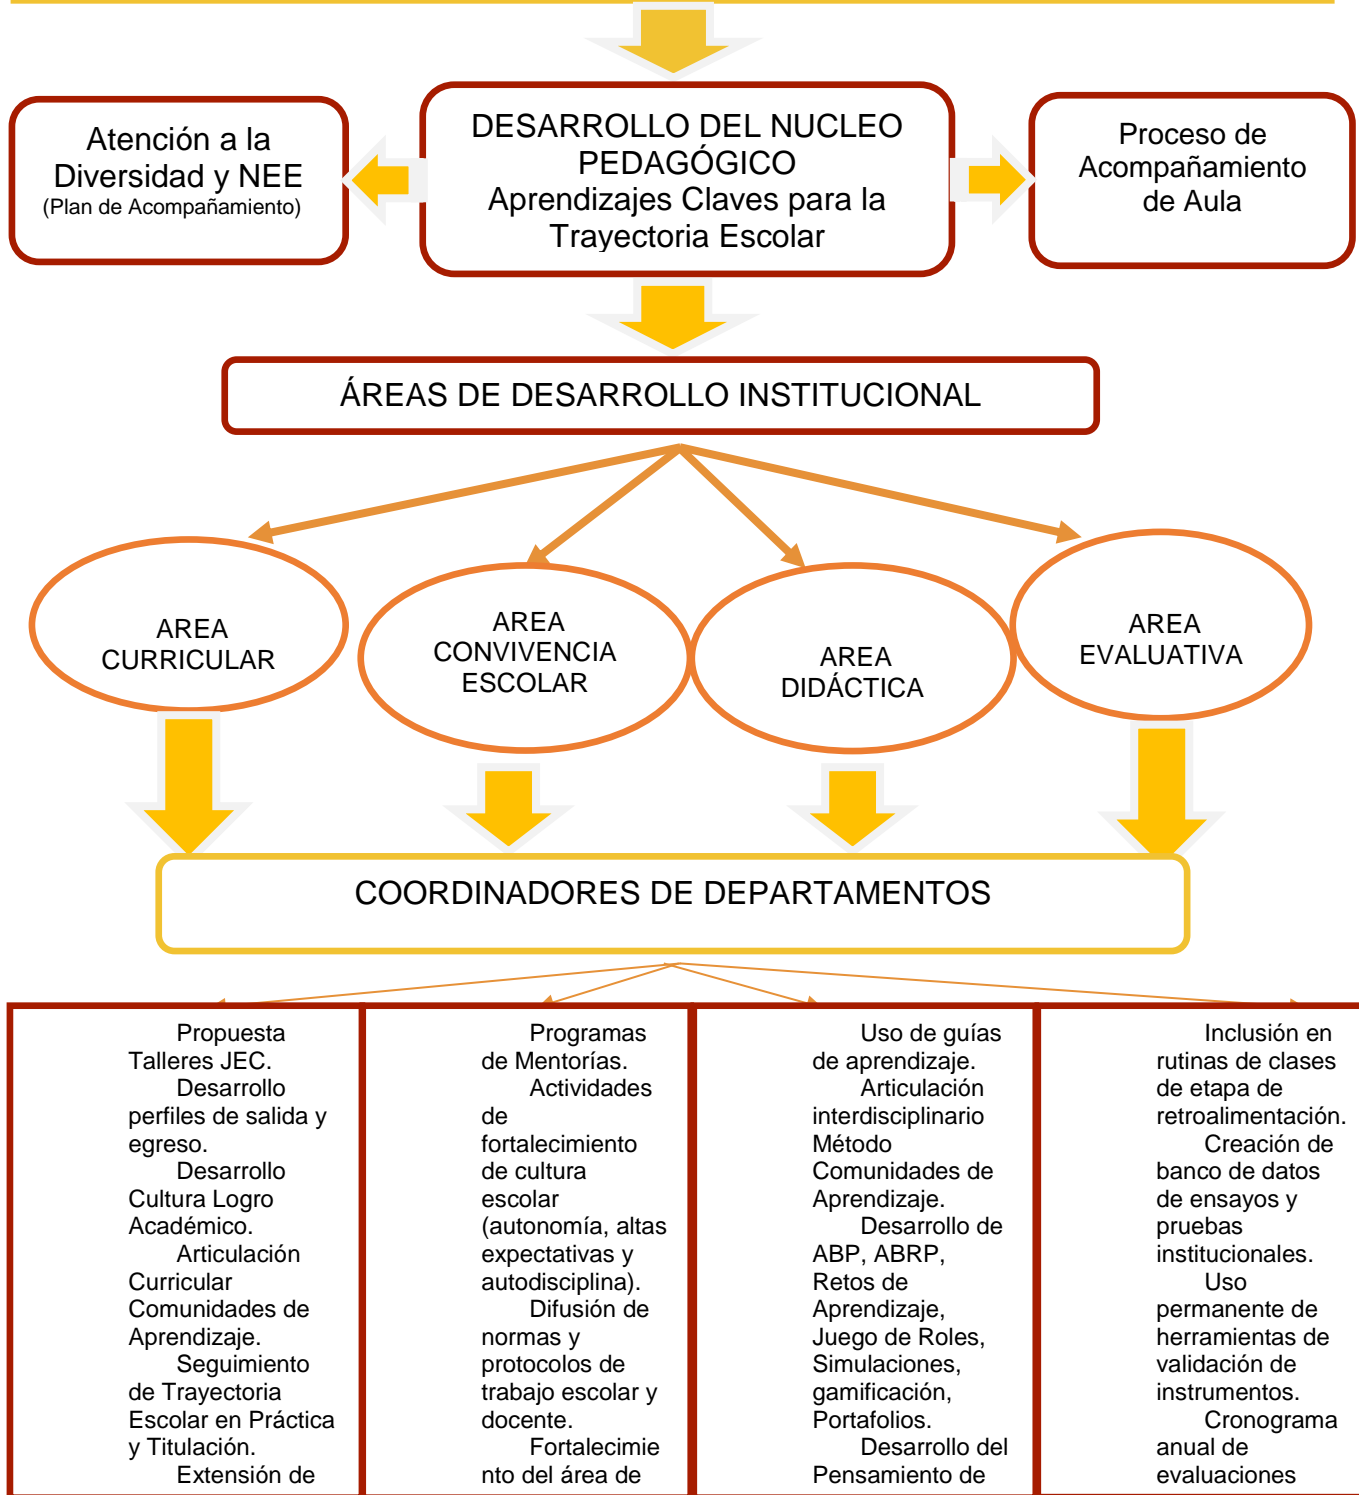 Atención a la
Diversidad y NEE
(Plan de Acompañamiento)
DESARROLLO DEL NUCLEO
PEDAGÓGICO
Aprendizajes Claves para la
Trayectoria Escolar
Proceso de
Acompañamiento
de Aula
ÁREAS DE DESARROLLO INSTITUCIONAL
AREA
CURRICULAR
AREA
CONVIVENCIA
ESCOLAR
AREA
DIDÁCTICA
AREA
EVALUATIVA
COORDINADORES DE DEPARTAMENTOS
Propuesta
Talleres JEC.
Desarrollo
perfiles de salida y
egreso.
Desarrollo
Cultura Logro
Académico.
Articulación
Curricular
Comunidades de
Aprendizaje.
Seguimiento
de Trayectoria
Escolar en Práctica
y Titulación.
Extensión de
Programas
de Mentorías.
Actividades
de
fortalecimiento
de cultura
escolar
(autonomía, altas
expectativas y
autodisciplina).
Difusión de
normas y
protocolos de
trabajo escolar y
docente.
Fortalecimie
nto del área de
Uso de guías
de aprendizaje.
Articulación
interdisciplinario
Método
Comunidades de
Aprendizaje.
Desarrollo de
ABP, ABRP,
Retos de
Aprendizaje,
Juego de Roles,
Simulaciones,
gamificación,
Portafolios.
Desarrollo del
Pensamiento de
Inclusión en
rutinas de clases
de etapa de
retroalimentación.
Creación de
banco de datos
de ensayos y
pruebas
institucionales.
Uso
permanente de
herramientas de
validación de
instrumentos.
Cronograma
anual de
evaluaciones